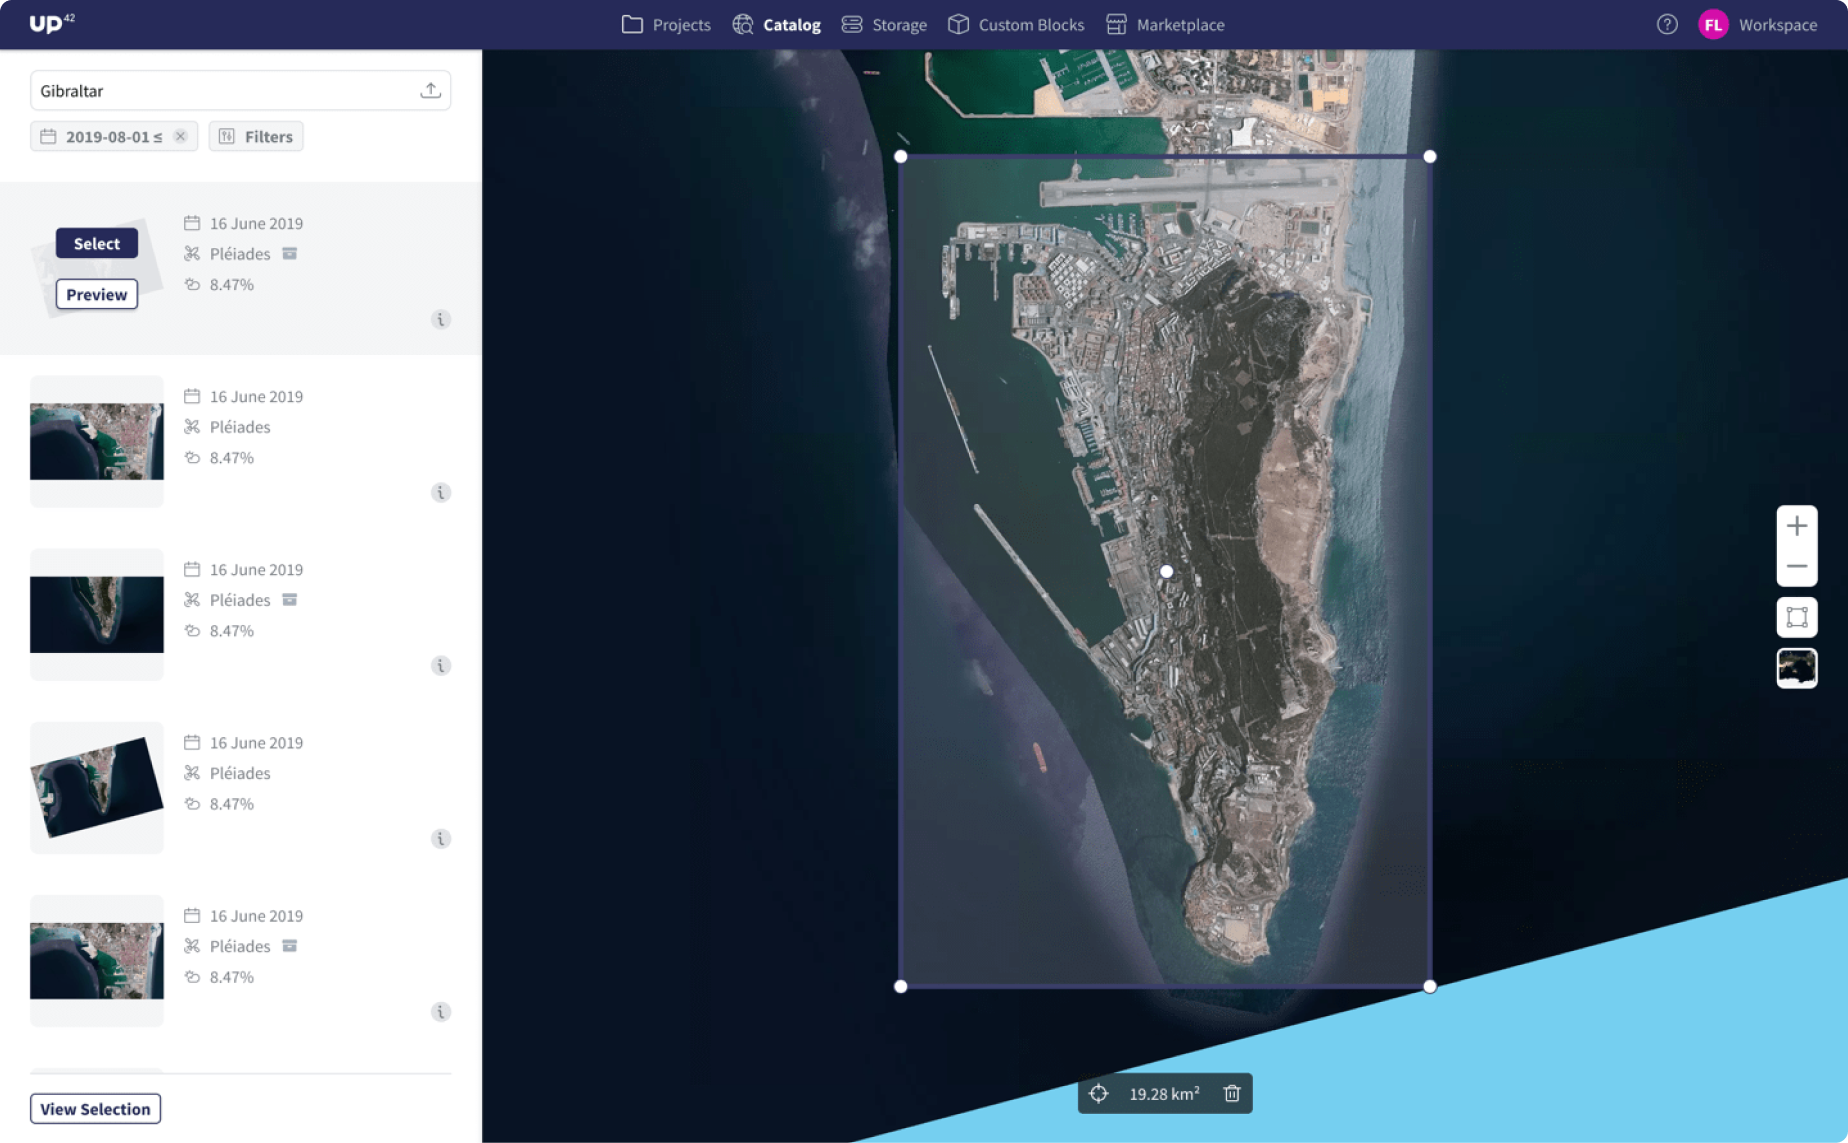 UP42
Projects
Catalog
Storage
Custom Blocks
Marketplace
?
FL
Workspace
Gibraltar
2019-08-01 ≤
Filters
Select
Preview
16 June 2019
Pléiades
8.47%
i
16 June 2019
Pléiades
8.47%
i
16 June 2019
Pléiades
8.47%
i
16 June 2019
Pléiades
8.47%
i
16 June 2019
Pléiades
8.47%
i
View Selection
19.28 km²